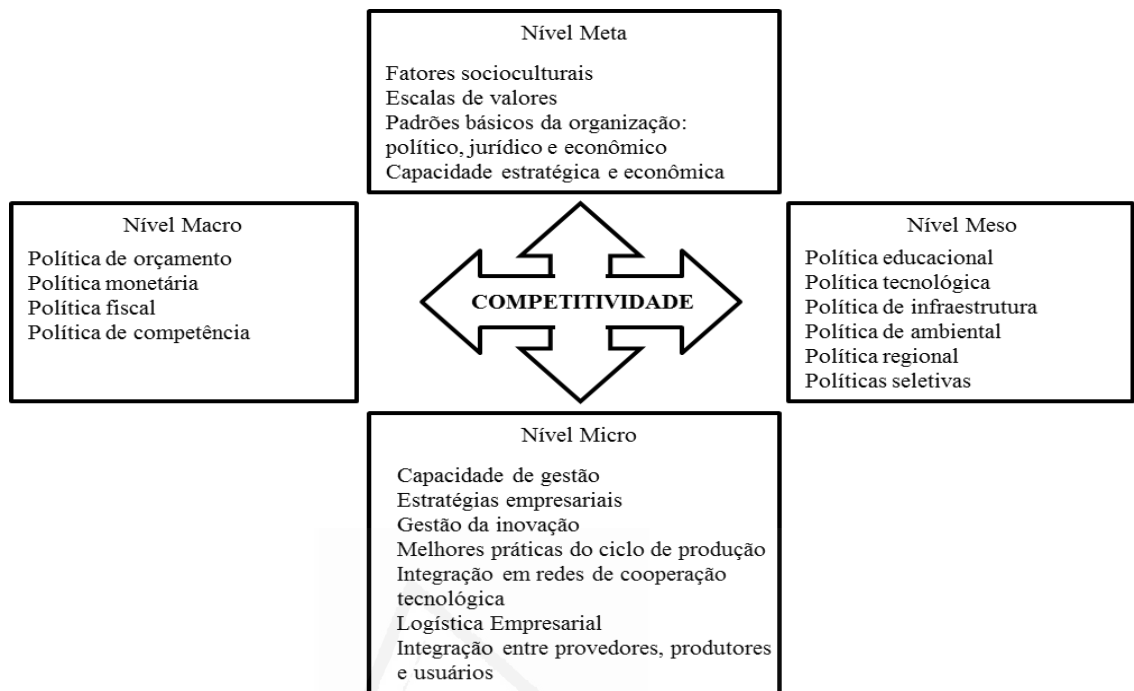 Nível Meta
Fatores socioculturais
Escalas de valores
Padrões básicos da organização:
político, jurídico e econômico
Capacidade estratégica e econômica
Nível Macro
Política de orçamento
Política monetária
Política fiscal
Política de competência
COMPETITIVIDADE
Nível Meso
Política educacional
Política tecnológica
Política de infraestrutura
Política de ambiental
Política regional
Políticas seletivas
Nível Micro
Capacidade de gestão
Estratégias empresariais
Gestão da inovação
Melhores práticas do ciclo de produção
Integração em redes de cooperação
tecnológica
Logística Empresarial
Integração entre provedores, produtores
e usuários